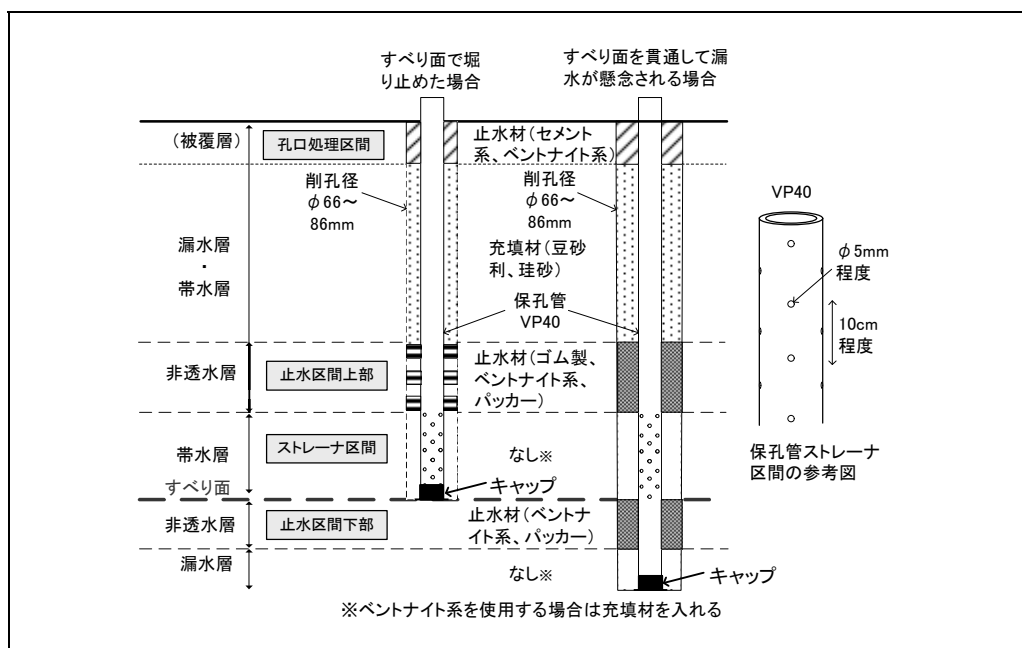 すべり面で堀
り止めた場合
すべり面を貫通して漏
水が懸念される場合
(被覆層)
孔口処理区間
止水材(セメント
系、ベントナイト系)
削孔径
φ66～
86mm
削孔径
φ66～
86mm
漏水層
・
帯水層
充填材(豆砂
利、珪砂)
保孔管
VP40
非透水層
止水区間上部
止水材(ゴム製、
ベントナイト系、
パッカー)
帯水層
ストレーナ区間
なし※
すべり面
キャップ
非透水層
止水区間下部
止水材(ベント
ナイト系、パッカー)
漏水層
なし※
キャップ
※ベントナイト系を使用する場合は充填材を入れる
VP40
φ5mm
程度
10cm
程度
保孔管ストレーナ
区間の参考図